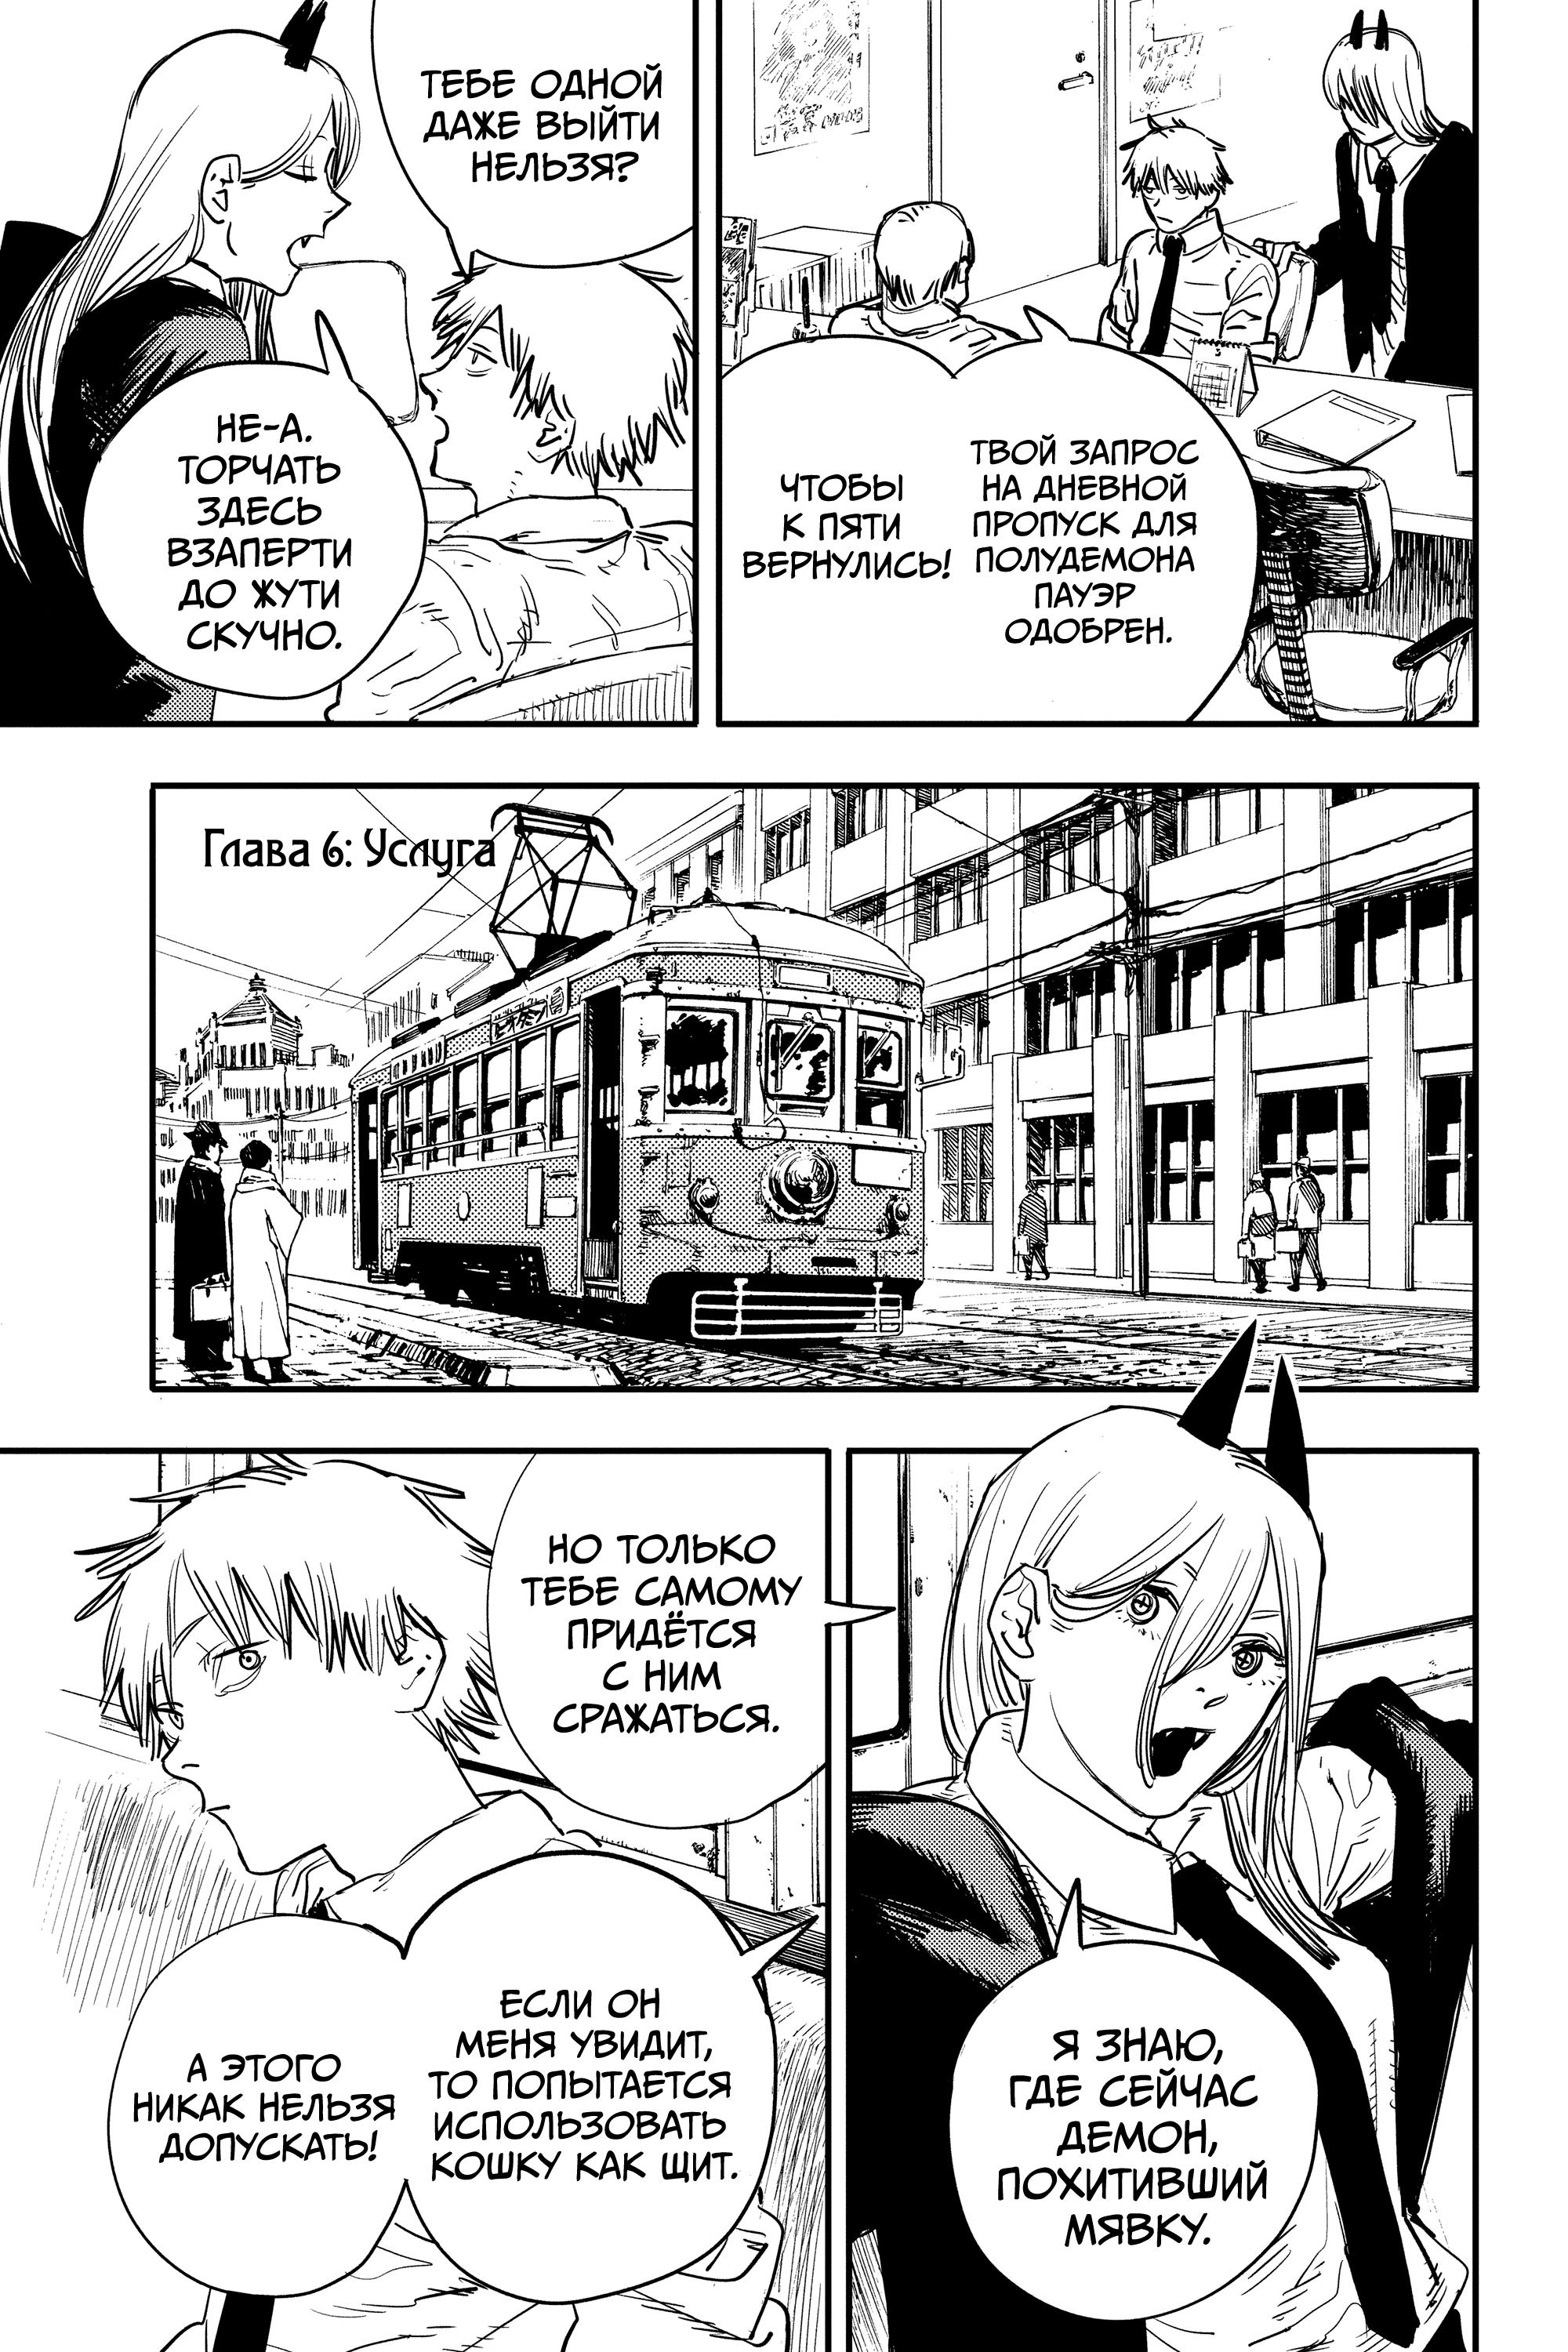 ТВОЙ ЗАПРОС
НА ДНЕВНОЙ
ПРОПУСК ДЛЯ
ПОЛУДЕМОНА
ПАУЭР
ОДОБРЕН.
ЧТОБЫ
К ПЯТИ
ВЕРНУЛИСЬ!
ТЕБЕ ОДНОЙ
ДАЖЕ ВЫЙТИ
НЕЛЬЗЯ?
НЕ-А.
ТОРЧАТЬ
ЗДЕСЬ
ВЗАПЕРТИ
ДО ЖУТИ
СКУЧНО.
Глава 6: Услуга
Я ЗНАЮ,
ГДЕ СЕЙЧАС
ДЕМОН,
ПОХИТИВШИЙ
МЯВКУ.
НО ТОЛЬКО
ТЕБЕ САМОМУ
ПРИДЁТСЯ
С НИМ
СРАЖАТЬСЯ.
ЕСЛИ ОН
МЕНЯ УВИДИТ,
ТО ПОПЫТАЕТСЯ
ИСПОЛЬЗОВАТЬ
КОШКУ КАК ЩИТ.
А ЭТОГО
НИКАК НЕЛЬЗЯ
ДОПУСКАТЬ!